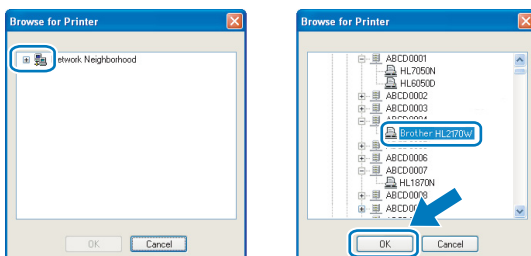 Browse for Printer
etwork Neighborhood
OK
Cancel
Browse for Printer
ABCD0001
HL7050N
HL6050D
ABCD0002
ABCD0003
Brother HL2170W
ABCD0006
ABCD0007
HL1870N
OK
Cancel